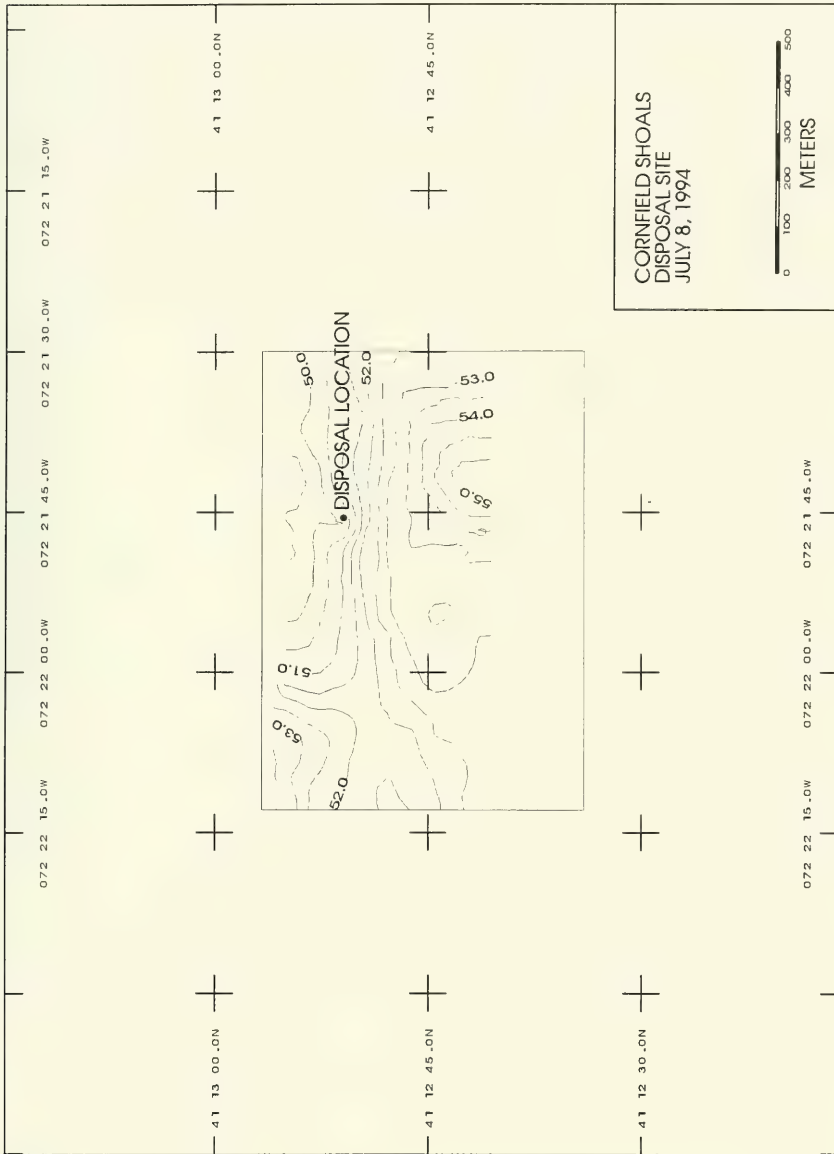 072 22 15.0W
072 22 00.0W
072 21 45.0W
072 21 30.0W
072 21 15.0W
41 13 00.0N
41 13 00.0N
53.0
51.0
50.0
52.0
DISPOSAL LOCATION
52.0
41 12 45.0N
41 12 45.0N
53.0
54.0
55.0
41 12 30.0N
072 22 15.0W
072 22 00.0W
072 21 45.0W
CORNFIELD SHOALS
DISPOSAL SITE
JULY 8, 1994
0 100 200 300 400 500
METERS